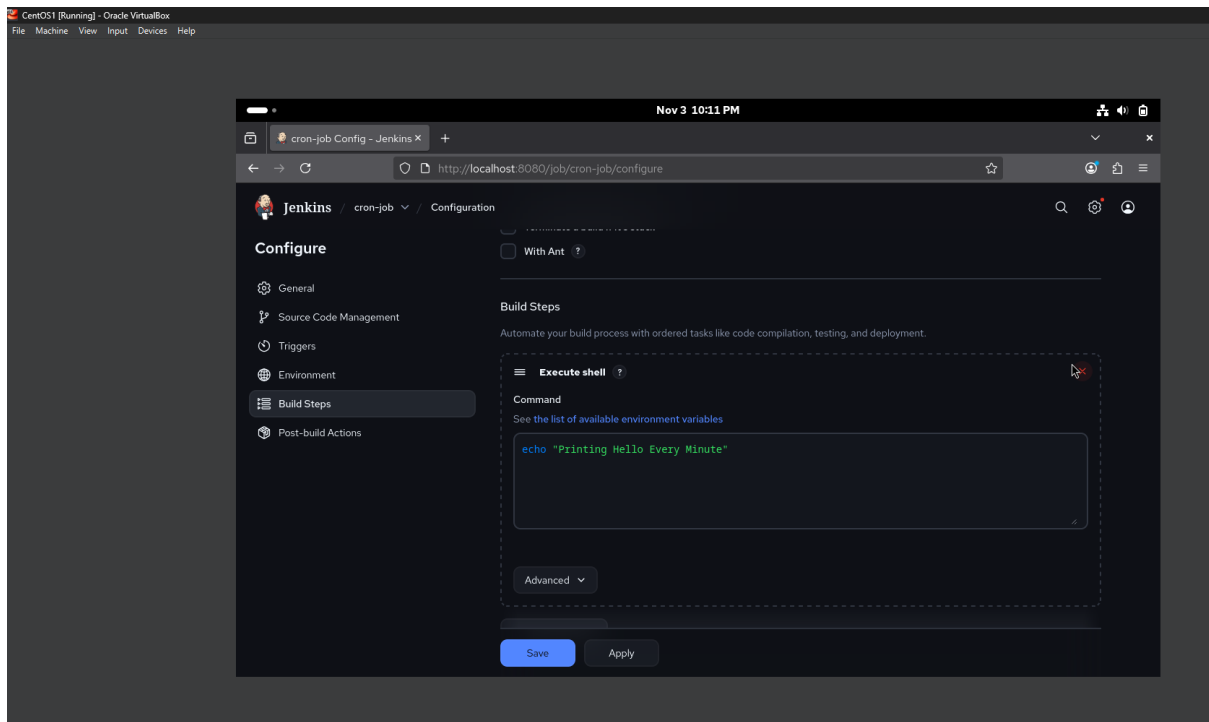 CentOS1 [Running] - Oracle VirtualBox
File Machine View Input Devices Help
Nov 3 10:11 PM
cron-job Config - Jenkins
http://localhost:8080/job/cron-job/configure
Jenkins / cron-job / Configuration
Configure
General
Source Code Management
Triggers
Environment
Build Steps
Post-build Actions
With Ant ?
Build Steps
Automate your build process with ordered tasks like code compilation, testing, and deployment.
Execute shell ?
Command
See the list of available environment variables
echo "Printing Hello Every Minute"
Advanced
Save Apply